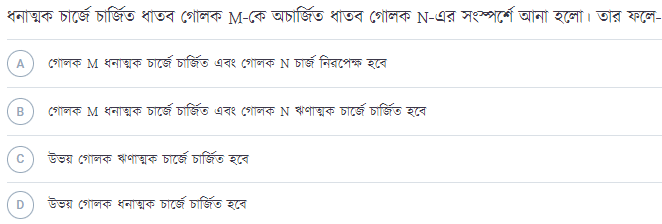 ধনাত্মক চার্জে চার্জিত ধাতব গোলক M-কে অচার্জিত ধাতব গোলক N-এর সংস্পর্শে আনা হলো। তার ফলে-
A গোলক M ধনাত্মক চার্জে চার্জিত এবং গোলক N চার্জ নিরপেক্ষ হবে
B গোলক M ধনাত্মক চার্জে চার্জিত এবং গোলক N ঋণাত্মক চার্জে চার্জিত হবে
C উভয় গোলক ঋণাত্মক চার্জে চার্জিত হবে
D উভয় গোলক ধনাত্মক চার্জে চার্জিত হবে